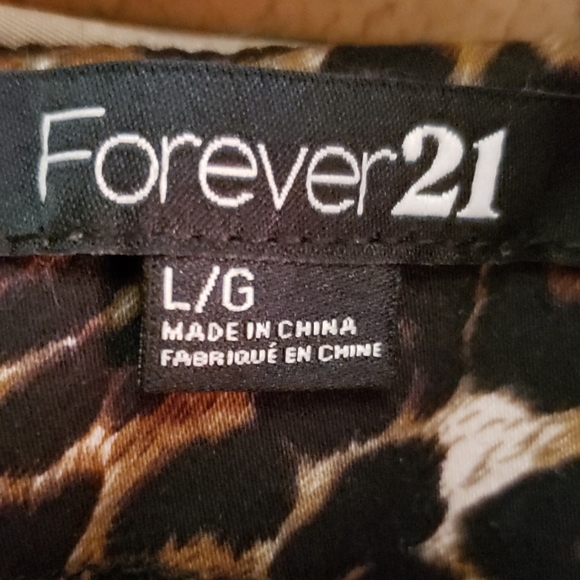 Forever21
L/G
MADE IN CHINA
FABRIQUÉ EN CHINE